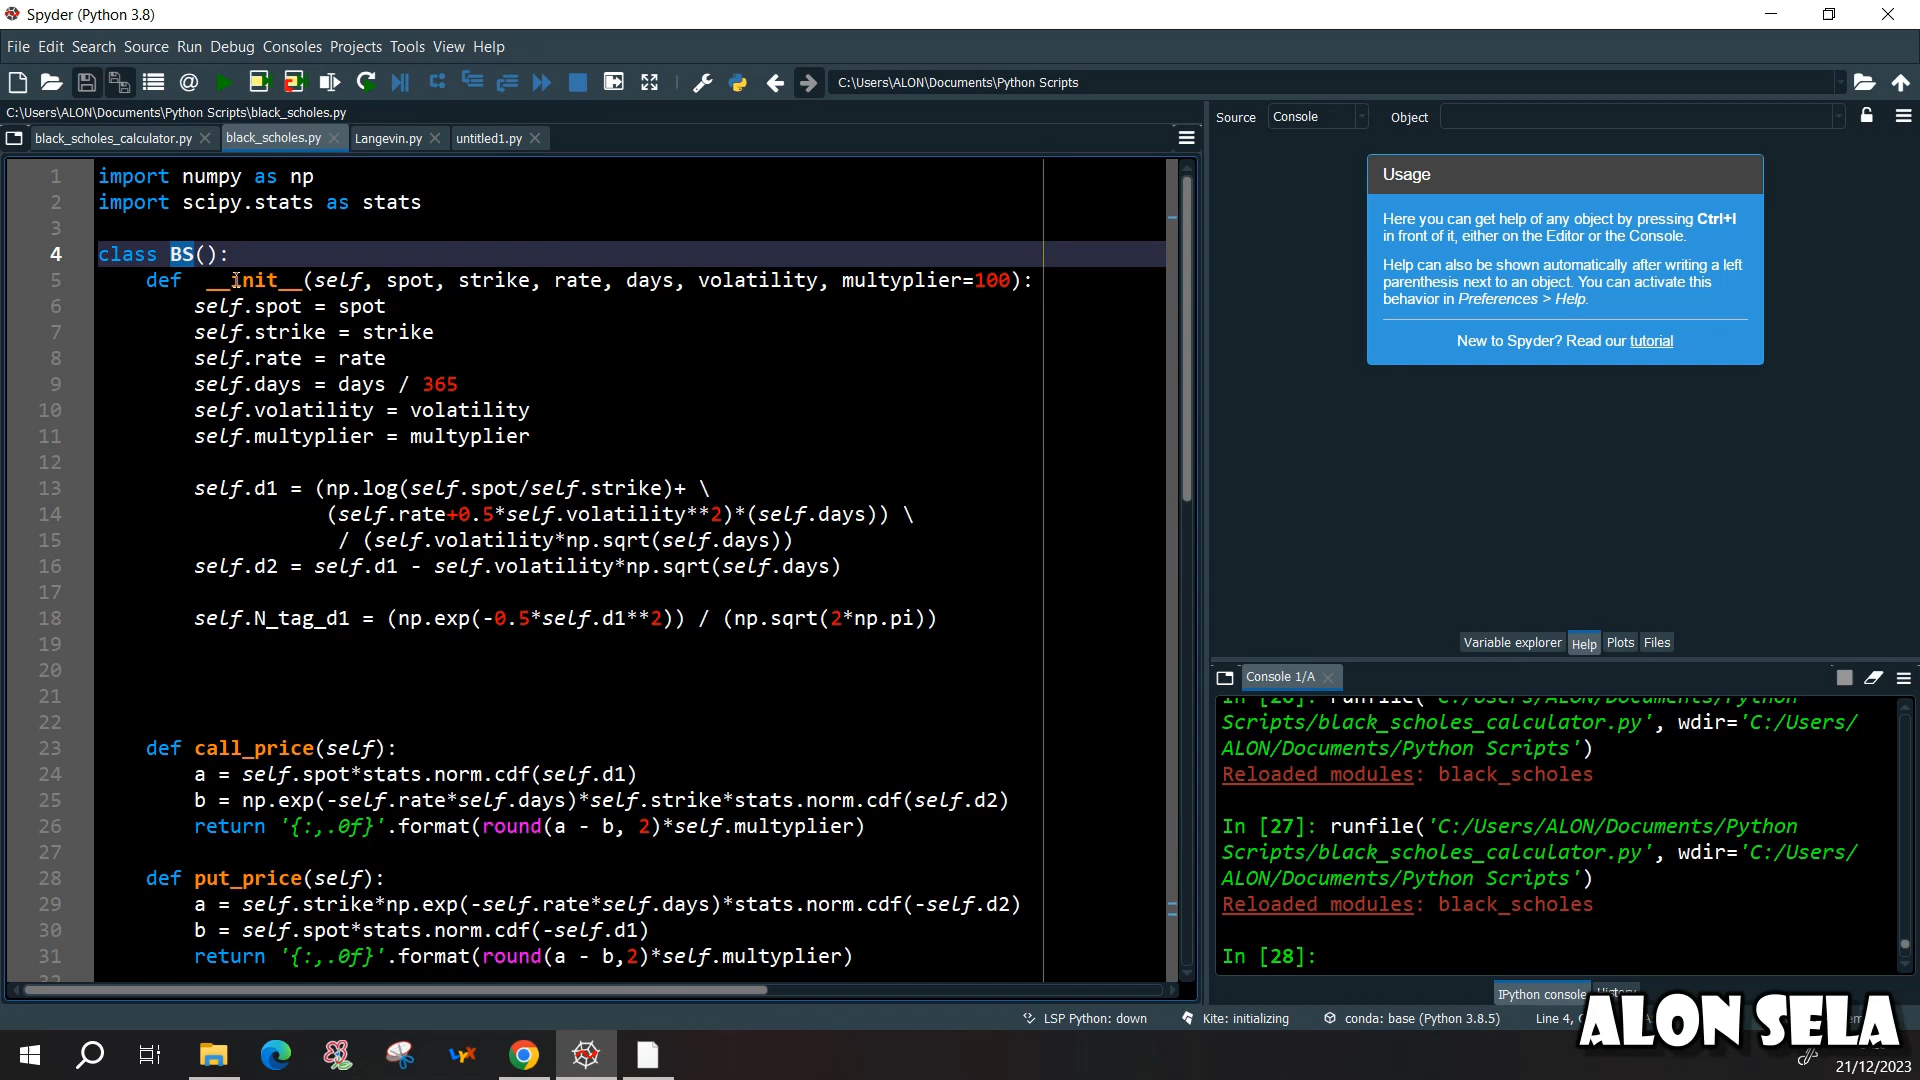 Spyder (Python 3.8)
File Edit Search Source Run Debug Consoles Projects Tools View Help
C:\Users\ALON\Documents\Python Scripts
C:\Users\ALON\Documents\Python Scripts\black_scholes.py
black_scholes_calculator.py black_scholes.py Langevin.py untitled1.py
1 import numpy as np
2 import scipy.stats as stats
3
4 class BS():
5 def __init__(self, spot, strike, rate, days, volatility, multyplier=100):
6 self.spot = spot
7 self.strike = strike
8 self.rate = rate
9 self.days = days / 365
10 self.volatility = volatility
11 self.multyplier = multyplier
12
13 self.d1 = (np.log(self.spot/self.strike)+ \
14 (self.rate+0.5*self.volatility**2)*(self.days)) \
15 / (self.volatility*np.sqrt(self.days))
16 self.d2 = self.d1 - self.volatility*np.sqrt(self.days)
17
18 self.N_tag_d1 = (np.exp(-0.5*self.d1**2)) / (np.sqrt(2*np.pi))
19
20
21
22
23 def call_price(self):
24 a = self.spot*stats.norm.cdf(self.d1)
25 b = np.exp(-self.rate*self.days)*self.strike*stats.norm.cdf(self.d2)
26 return '{:,.0f}'.format(round(a - b, 2)*self.multyplier)
27
28 def put_price(self):
29 a = self.strike*np.exp(-self.rate*self.days)*stats.norm.cdf(-self.d2)
30 b = self.spot*stats.norm.cdf(-self.d1)
31 return '{:,.0f}'.format(round(a - b,2)*self.multyplier)
Source Console Object
Usage
Here you can get help of any object by pressing Ctrl+I
in front of it, either on the Editor or the Console.
Help can also be shown automatically after writing a left
parenthesis next to an object. You can activate this
behavior in Preferences > Help.
New to Spyder? Read our tutorial
Variable explorer Help Plots Files
Console 1/A
In [26]: runfile('C:/Users/ALON/Documents/Python
Scripts/black_scholes_calculator.py', wdir='C:/Users/
ALON/Documents/Python Scripts')
Reloaded modules: black_scholes
In [27]: runfile('C:/Users/ALON/Documents/Python
Scripts/black_scholes_calculator.py', wdir='C:/Users/
ALON/Documents/Python Scripts')
Reloaded modules: black_scholes
In [28]:
IPython console History
LSP Python: down Kite: initializing conda: base (Python 3.8.5) Line 4,
ALON SELA
21/12/2023